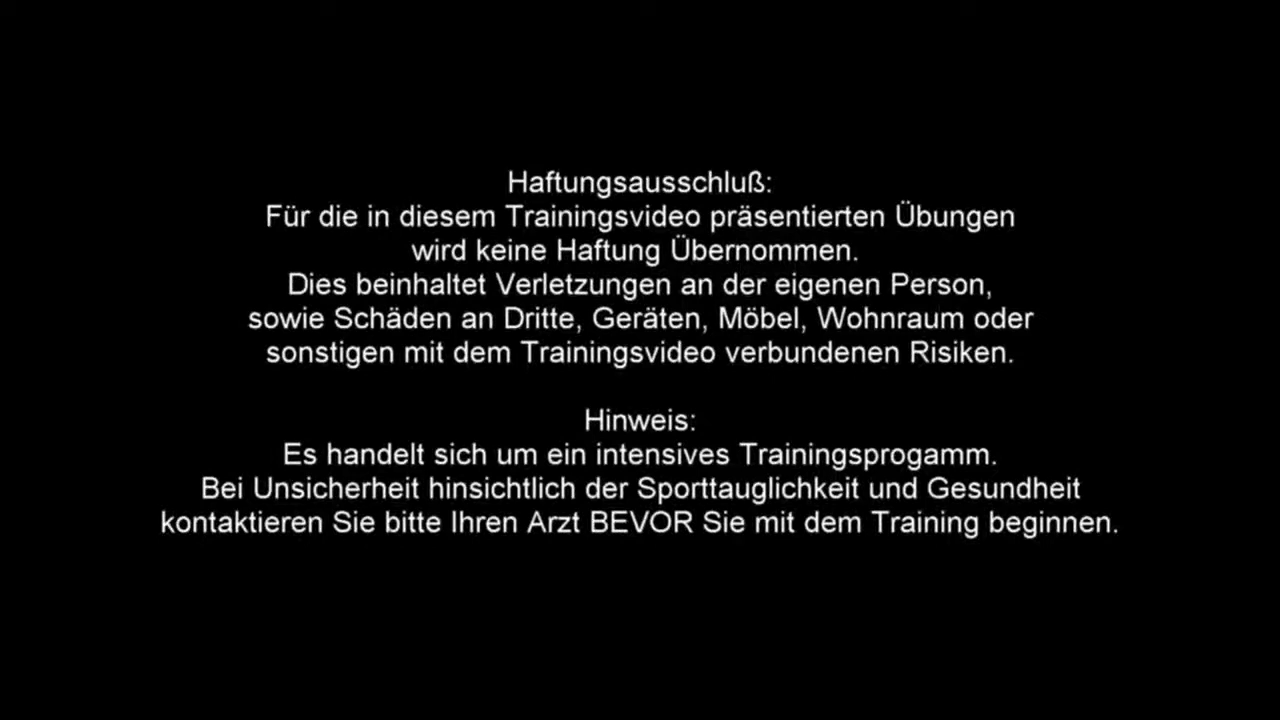 Haftungsausschluß:
Für die in diesem Trainingsvideo präsentierten Übungen
wird keine Haftung Übernommen.
Dies beinhaltet Verletzungen an der eigenen Person,
sowie Schäden an Dritte, Geräten, Möbel, Wohnraum oder
sonstigen mit dem Trainingsvideo verbundenen Risiken.
Hinweis:
Es handelt sich um ein intensives Trainingsprogamm.
Bei Unsicherheit hinsichtlich der Sporttauglichkeit und Gesundheit
kontaktieren Sie bitte Ihren Arzt BEVOR Sie mit dem Training beginnen.